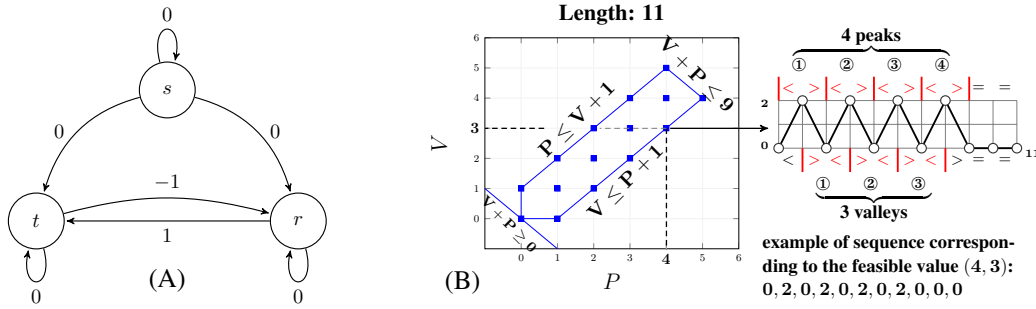 0
s
0
0
−1
t
r
1
0
0
(A)
Length: 11
6
5
4
3
2
1
0
V
0
1
2
3
4
5
6
P
P ≤ V + 1
V + P ≤ 9
V ≤ P + 1
V + P ≥ 0
(B)
4 peaks
① ② ③ ④
< > < > < > < > = =
2
0
11
< > < > < > < > = =
① ② ③
3 valleys
example of sequence correspon-
ding to the feasible value (4, 3):
0, 2, 0, 2, 0, 2, 0, 2, 0, 0, 0